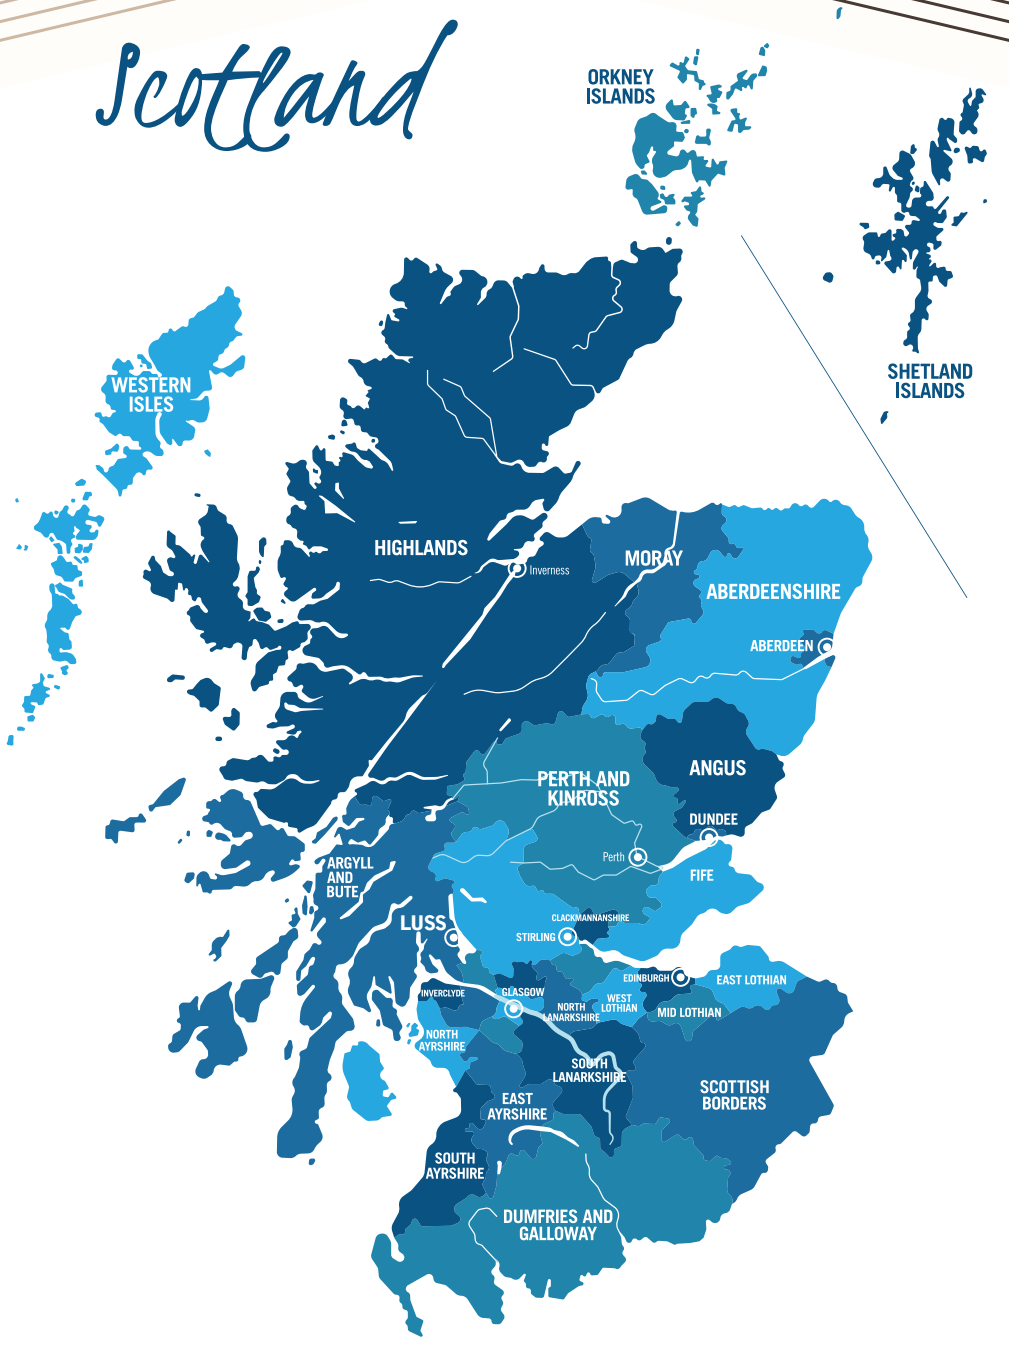 Scotland
ORKNEY
ISLANDS
SHETLAND
ISLANDS
WESTERN
ISLES
HIGHLANDS
Inverness
MORAY
ABERDEENSHIRE
ABERDEEN
ANGUS
PERTH AND
KINROSS
DUNDEE
Perth
FIFE
ARGYLL
AND
BUTE
LUSS
CLACKMANNANSHIRE
STIRLING
EDINBURGH
EAST LOTHIAN
INVERCLYDE
GLASGOW
WEST
LOTHIAN
NORTH
LANARKSHIRE
MID LOTHIAN
NORTH
AYRSHIRE
SOUTH
LANARKSHIRE
SCOTTISH
BORDERS
EAST
AYRSHIRE
SOUTH
AYRSHIRE
DUMFRIES AND
GALLOWAY